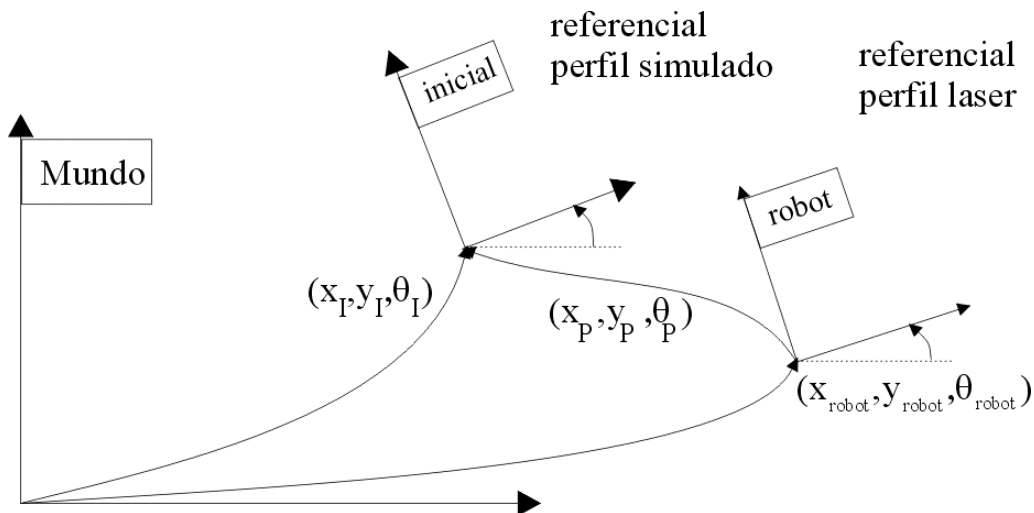 referencial
perfil simulado
referencial
perfil laser
inicial
Mundo
robot
(x_I,y_I,θ_I)
(x_P,y_P,θ_P)
(x_robot,y_robot,θ_robot)